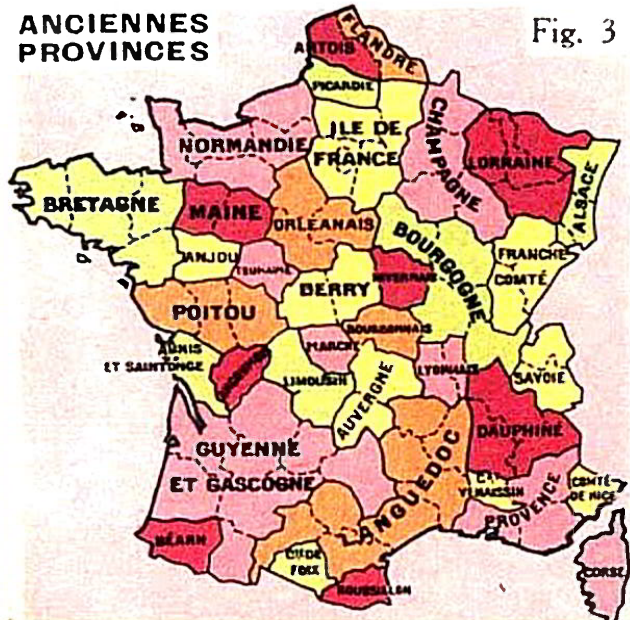 ANCIENNES
PROVINCES
Fig. 3
FLANDRE
ARTOIS
PICARDIE
NORMANDIE
ILE DE
FRANCE
CHAMPAGNE
LORRAINE
ALSACE
BRETAGNE
MAINE
ORLEANAIS
ANJOU
TOURAINE
BERRY
NIVERNAIS
BOURGOGNE
FRANCHE
COMTÉ
POITOU
AUNIS
ET SAINTONGE
MARCHE
BOURBONNAIS
LIMOUSIN
AUVERGNE
LYONNAIS
SAVOIE
DAUPHINÉ
GUYENNE
ET GASCOGNE
LANGUEDOC
CT
VENAISSIN
PROVENCE
COMTÉ
DE NICE
BÉARN
CTÉ DE
FOIX
ROUSSILLON
CORSE